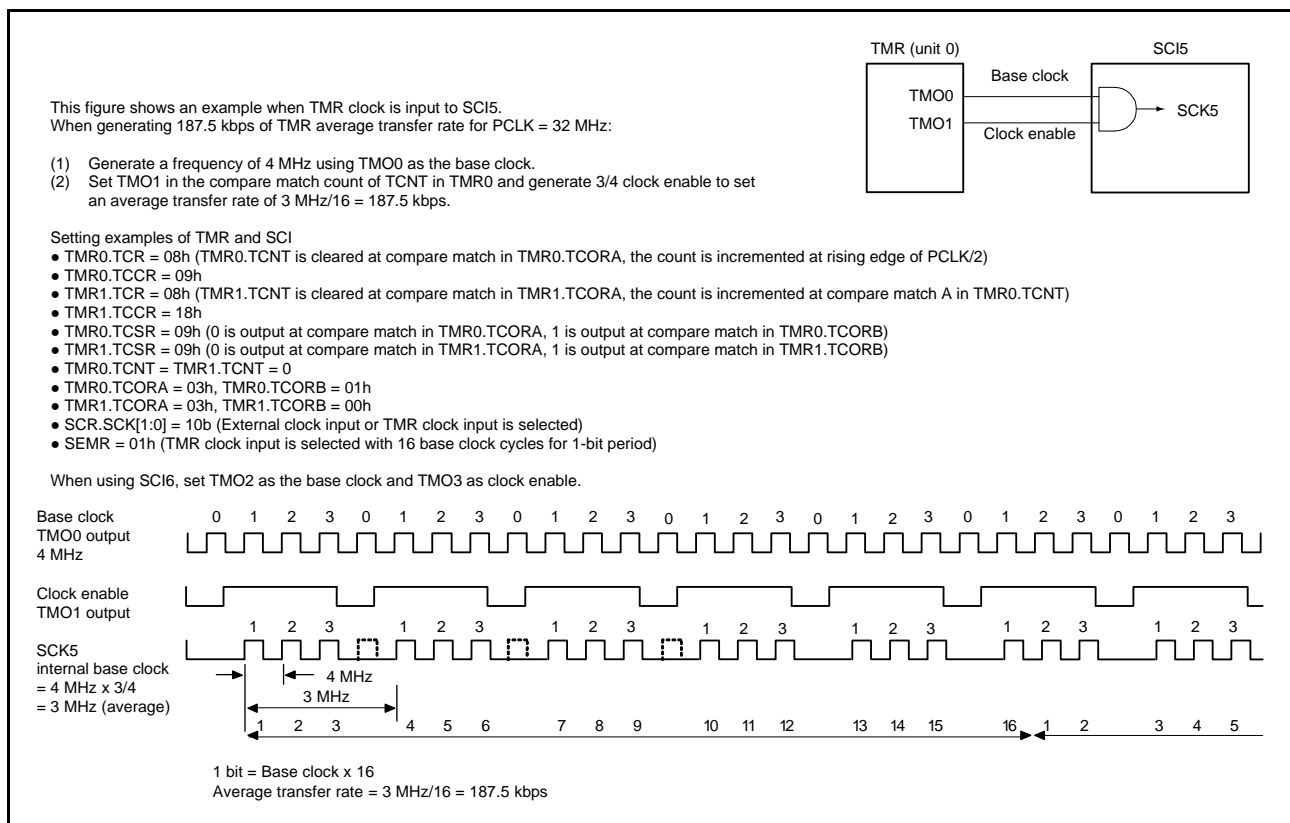 TMR (unit 0)
SCI5
Base clock
TMO0
TMO1
SCK5
Clock enable
This figure shows an example when TMR clock is input to SCI5.
When generating 187.5 kbps of TMR average transfer rate for PCLK = 32 MHz:
(1) Generate a frequency of 4 MHz using TMO0 as the base clock.
(2) Set TMO1 in the compare match count of TCNT in TMR0 and generate 3/4 clock enable to set
an average transfer rate of 3 MHz/16 = 187.5 kbps.
Setting examples of TMR and SCI
● TMR0.TCR = 08h (TMR0.TCNT is cleared at compare match in TMR0.TCORA, the count is incremented at rising edge of PCLK/2)
● TMR0.TCCR = 09h
● TMR1.TCR = 08h (TMR1.TCNT is cleared at compare match in TMR1.TCORA, the count is incremented at compare match A in TMR0.TCNT)
● TMR1.TCCR = 18h
● TMR0.TCSR = 09h (0 is output at compare match in TMR0.TCORA, 1 is output at compare match in TMR0.TCORB)
● TMR1.TCSR = 09h (0 is output at compare match in TMR1.TCORA, 1 is output at compare match in TMR1.TCORB)
● TMR0.TCNT = TMR1.TCNT = 0
● TMR0.TCORA = 03h, TMR0.TCORB = 01h
● TMR1.TCORA = 03h, TMR1.TCORB = 00h
● SCR.SCK[1:0] = 10b (External clock input or TMR clock input is selected)
● SEMR = 01h (TMR clock input is selected with 16 base clock cycles for 1-bit period)
When using SCI6, set TMO2 as the base clock and TMO3 as clock enable.
Base clock
TMO0 output
4 MHz
0 1 2 3 0 1 2 3 0 1 2 3 0 1 2 3 0 1 2 3 0 1 2 3 0 1 2 3
Clock enable
TMO1 output
1 2 3 1 2 3 1 2 3 1 2 3 1 2 3 1 2 3 1 2 3
SCK5
internal base clock
= 4 MHz x 3/4
= 3 MHz (average)
4 MHz
3 MHz
1 2 3 4 5 6 7 8 9 10 11 12 13 14 15 16 1 2 3 4 5
1 bit = Base clock x 16
Average transfer rate = 3 MHz/16 = 187.5 kbps